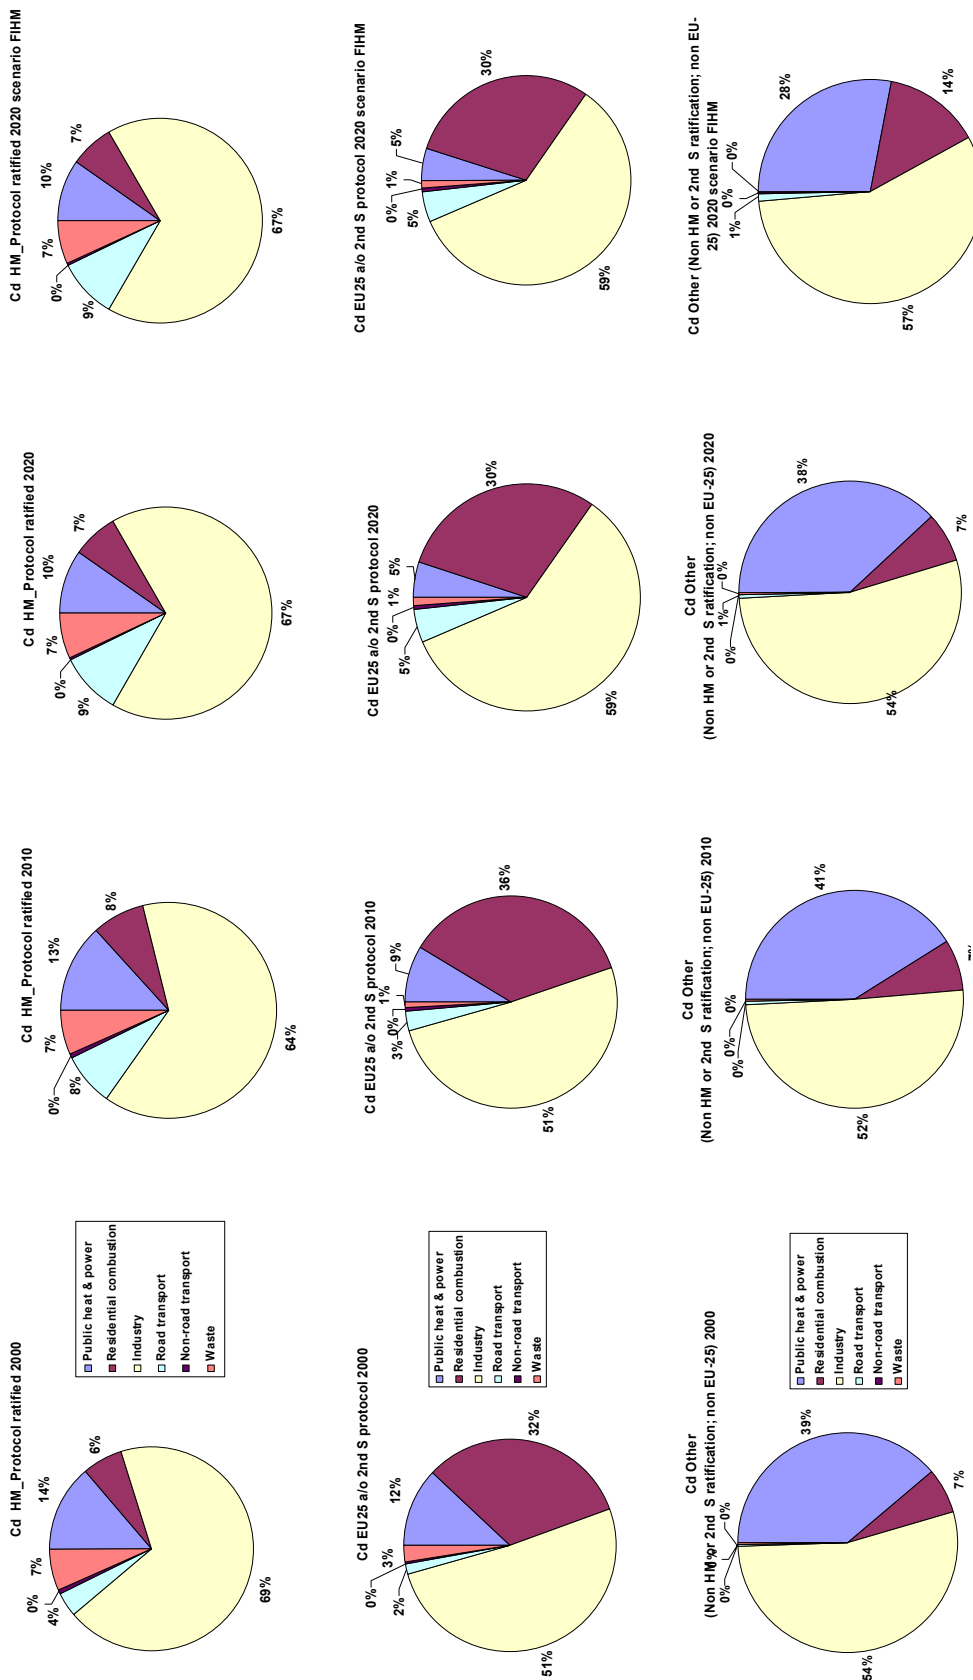 Cd HM_Protocol ratified 2000
14%
6%
69%
4%
0%
7%
Public heat & power
Residential combustion
Industry
Road transport
Non-road transport
Waste
Cd HM_Protocol ratified 2010
13%
8%
64%
8%
0%
7%
Cd HM_Protocol ratified 2020
10%
7%
67%
9%
0%
7%
Cd HM_Protocol ratified 2020 scenario FIHM
10%
7%
67%
9%
0%
7%
Cd EU25 a/o 2nd S protocol 2000
12%
32%
51%
2%
0%
3%
Public heat & power
Residential combustion
Industry
Road transport
Non-road transport
Waste
Cd EU25 a/o 2nd S protocol 2010
9%
36%
51%
3%
0%
1%
Cd EU25 a/o 2nd S protocol 2020
5%
30%
59%
5%
0%
1%
Cd EU25 a/o 2nd S protocol 2020 scenario FIHM
5%
30%
59%
5%
0%
1%
Cd Other
(Non HM or 2nd S ratification; non EU-25) 2000
39%
7%
54%
0%
0%
0%
Public heat & power
Residential combustion
Industry
Road transport
Non-road transport
Waste
Cd Other
(Non HM or 2nd S ratification; non EU-25) 2010
41%
7%
52%
0%
0%
0%
Cd Other
(Non HM or 2nd S ratification; non EU-25) 2020
38%
7%
54%
0%
1%
0%
Cd Other (Non HM or 2nd S ratification; non EU-
25) 2020 scenario FIHM
28%
14%
57%
1%
0%
0%